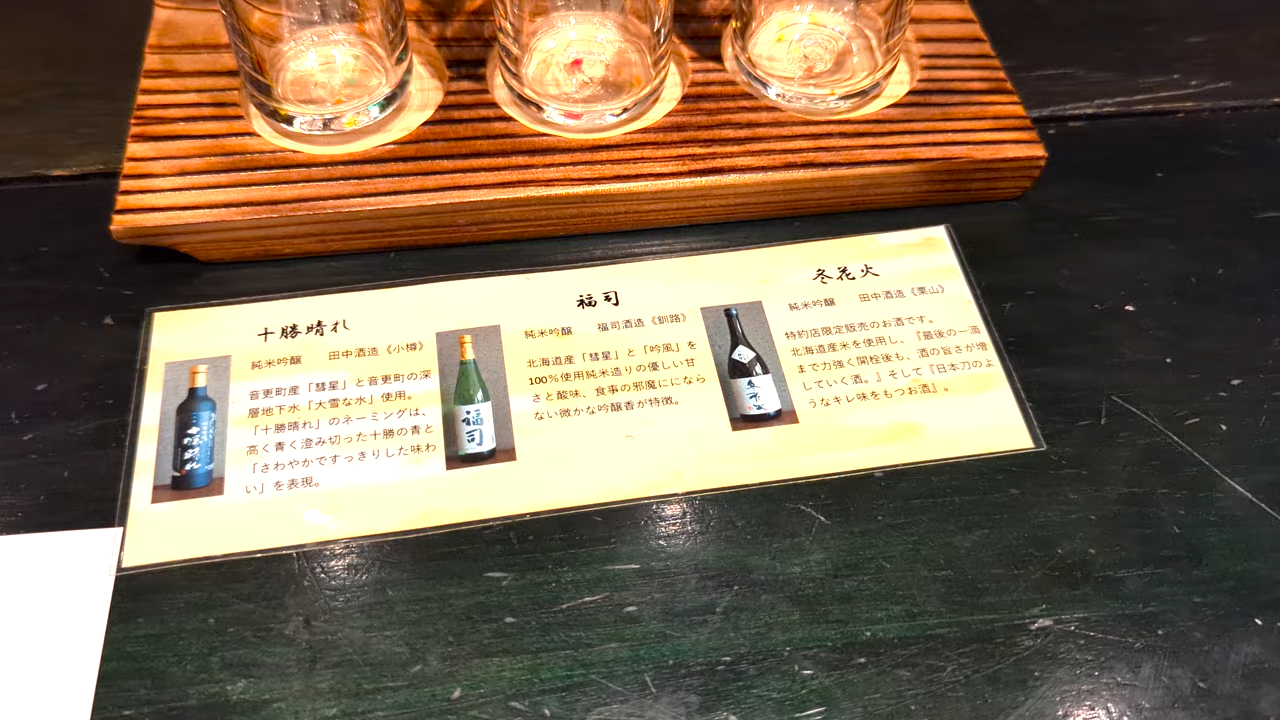 十勝晴れ
純米吟醸 田中酒造《小樽》
音更町産「彗星」と音更町の深
層地下水「大雪な水」使用。
「十勝晴れ」のネーミングは、
高く青く澄み切った十勝の青と
「さわやかですっきりした味わ
い」を表現。
福司
純米吟醸 福司酒造《釧路》
北海道産「彗星」と「吟風」を
100%使用純米造りの優しい甘
さと酸味、食事の邪魔にになら
ない微かな吟醸香が特徴。
福司
冬花火
純米吟醸 田中酒造《栗山》
特約店限定販売のお酒です。
北海道産米を使用し、『最後の一滴
まで力強く開栓後も、酒の旨さが増
していく酒。』そして『日本刀のよ
うなキレ味をもつお酒』。